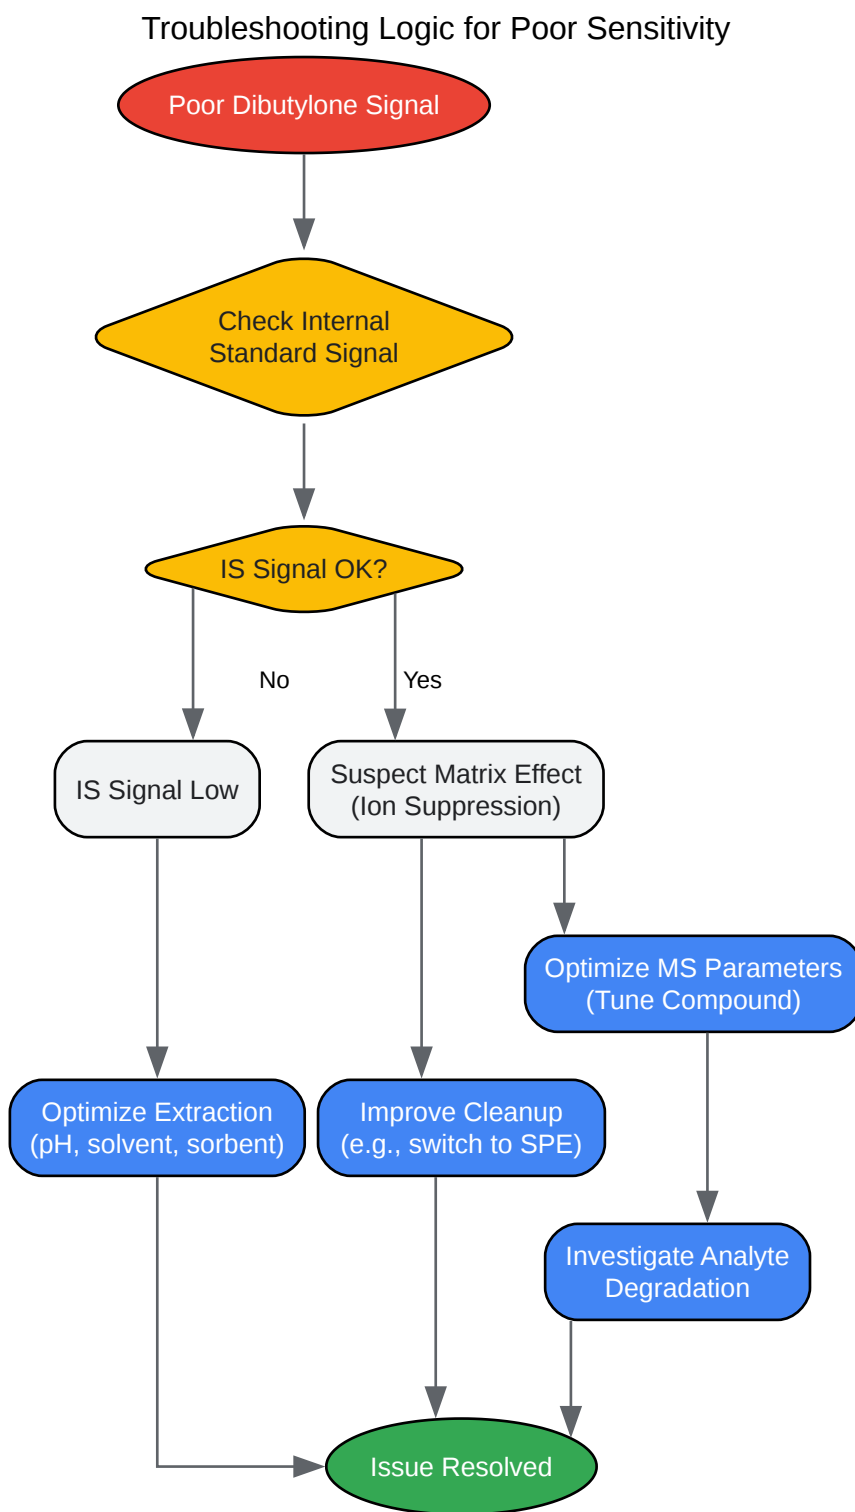 Troubleshooting Logic for Poor Sensitivity
Poor Dibutylone Signal
Check Internal
Standard Signal
IS Signal OK?
No
Yes
IS Signal Low
Suspect Matrix Effect
(Ion Suppression)
Optimize MS Parameters
(Tune Compound)
Optimize Extraction
(pH, solvent, sorbent)
Improve Cleanup
(e.g., switch to SPE)
Investigate Analyte
Degradation
Issue Resolved